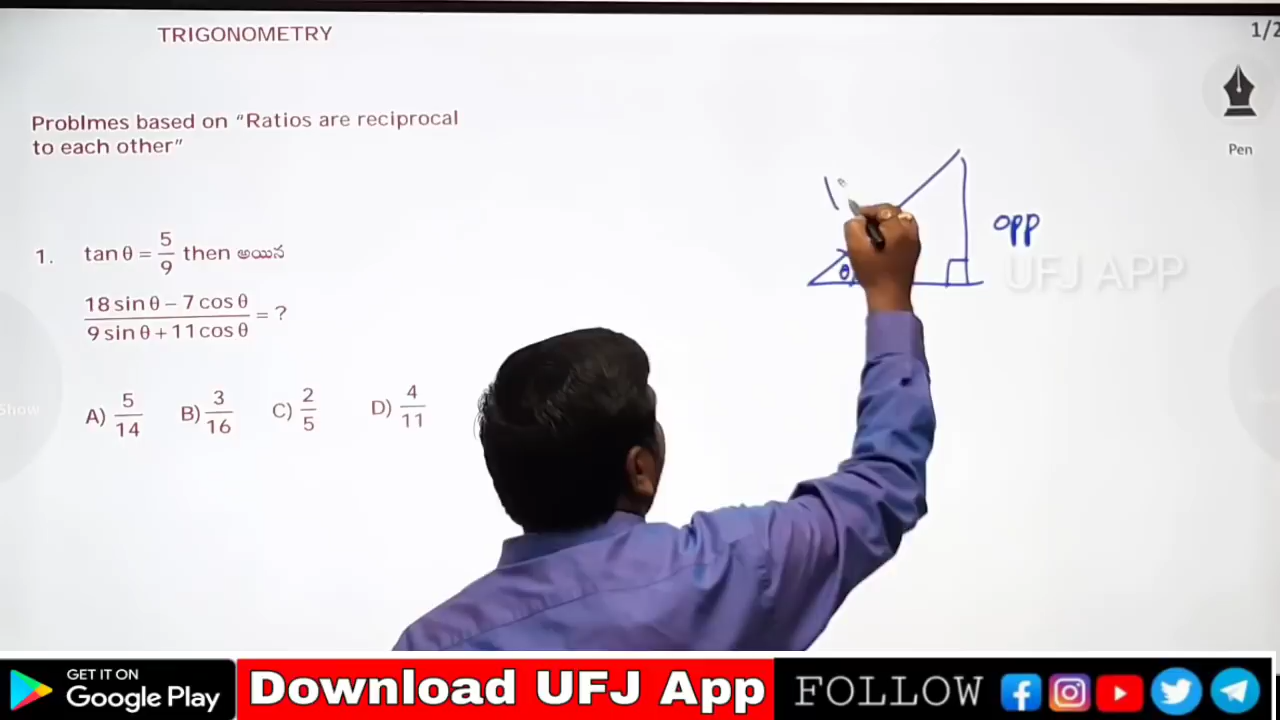 TRIGONOMETRY
1/2
Problmes based on "Ratios are reciprocal
to each other"
Pen
1. tan θ = 5/9 then అయిన
(18 sin θ – 7 cos θ)/(9 sin θ + 11 cos θ) = ?
A) 5/14 B) 3/16 C) 2/5 D) 4/11
opp
θ
UFJ APP
Show
GET IT ON
Google Play
Download UFJ App
FOLLOW